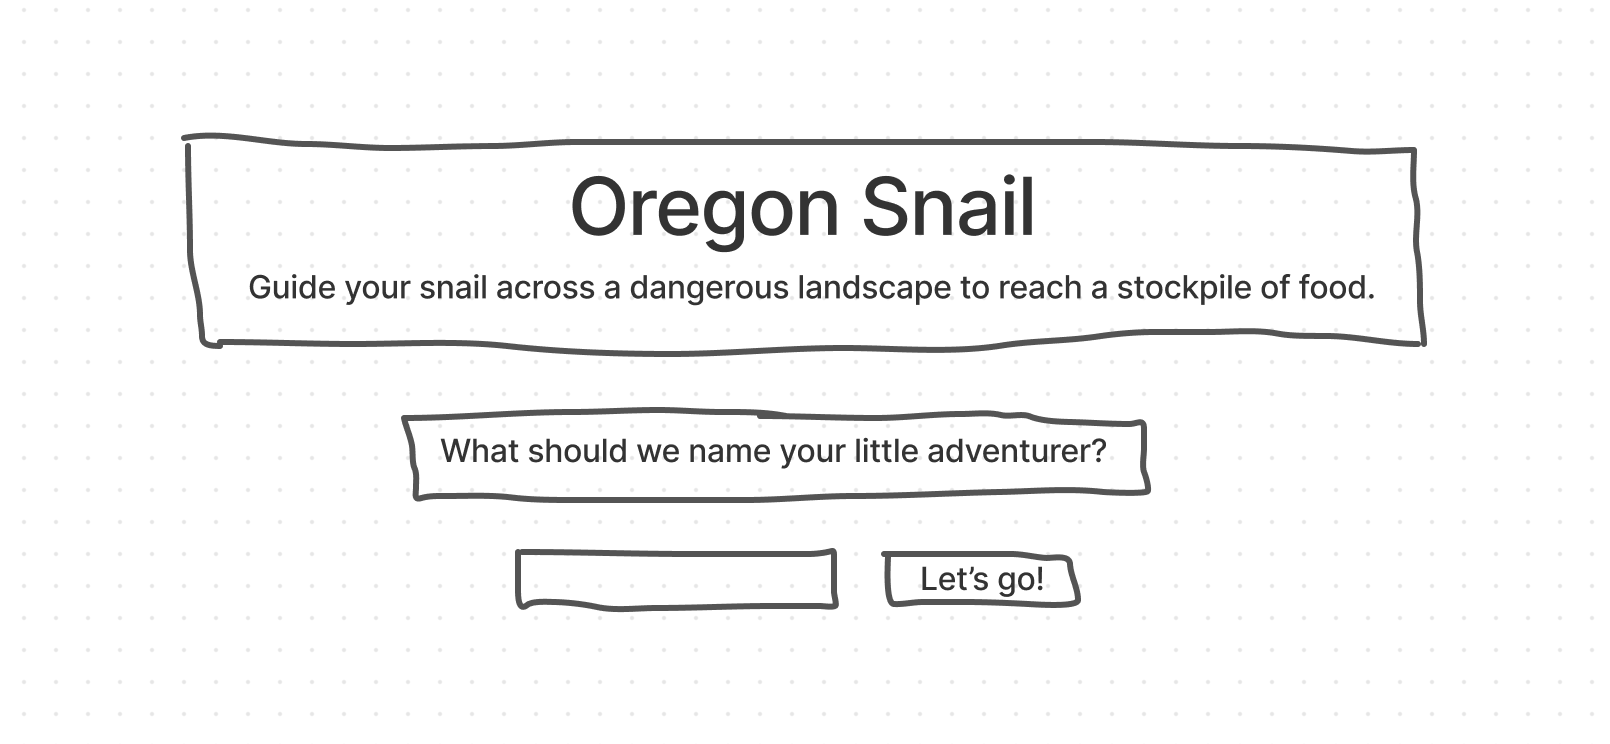 Oregon Snail
Guide your snail across a dangerous landscape to reach a stockpile of food.
What should we name your little adventurer?
Let’s go!